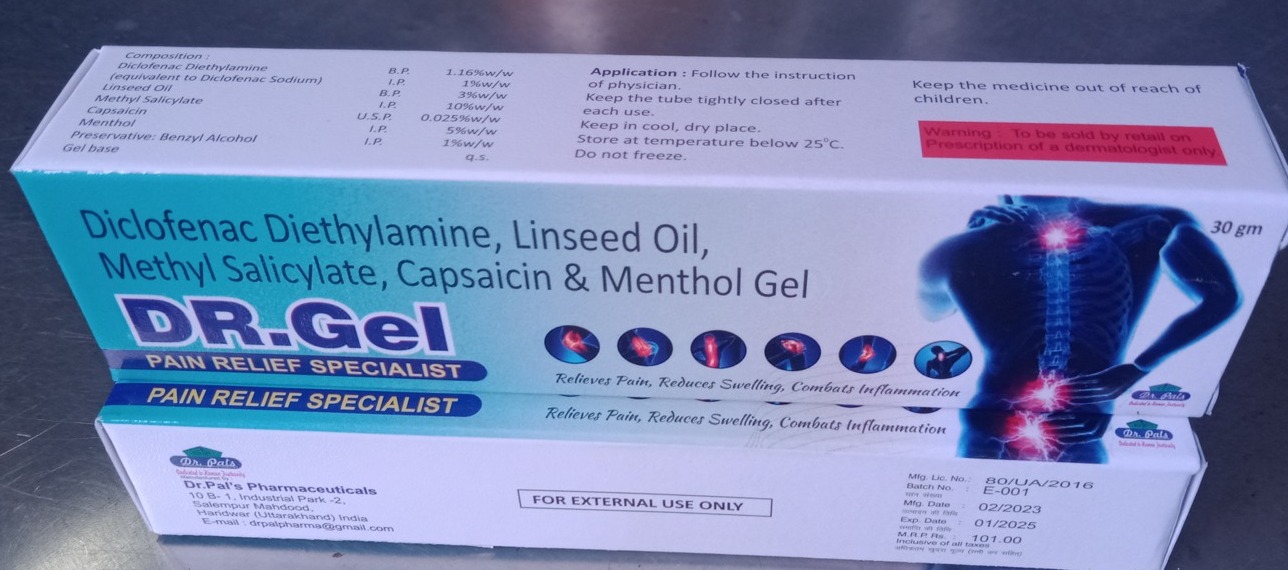 Composition :
Diclofenac Diethylamine B.P. 1.16%w/w
(equivalent to Diclofenac Sodium) I.P. 1%w/w
Linseed Oil B.P. 3%w/w
Methyl Salicylate I.P. 10%w/w
Capsaicin U.S.P. 0.025%w/w
Menthol I.P. 5%w/w
Preservative: Benzyl Alcohol I.P. 1%w/w
Gel base q.s.
Application : Follow the instruction
of physician.
Keep the tube tightly closed after
each use.
Keep in cool, dry place.
Store at temperature below 25°C.
Do not freeze.
Keep the medicine out of reach of
children.
Warning : To be sold by retail on
Prescription of a dermatologist only.
30 gm
Diclofenac Diethylamine, Linseed Oil,
Methyl Salicylate, Capsaicin & Menthol Gel
DR.Gel
PAIN RELIEF SPECIALIST
Relieves Pain, Reduces Swelling, Combats Inflammation
Dr. Pals
Dedicated to Human Instinity
PAIN RELIEF SPECIALIST
Relieves Pain, Reduces Swelling, Combats Inflammation
Dr. Pals
Dr. Pals
Manufactured By :
Dr.Pal's Pharmaceuticals
10 B- 1, Industrial Park -2,
Salempur Mahdood,
Haridwar (Uttarakhand) India
E-mail : drpalpharma@gmail.com
FOR EXTERNAL USE ONLY
Mfg. Lic. No.: 80/UA/2016
Batch No. : E-001
Mfg. Date : 02/2023
Exp. Date : 01/2025
M.R.P. Rs. : 101.00
Inclusive of all taxes